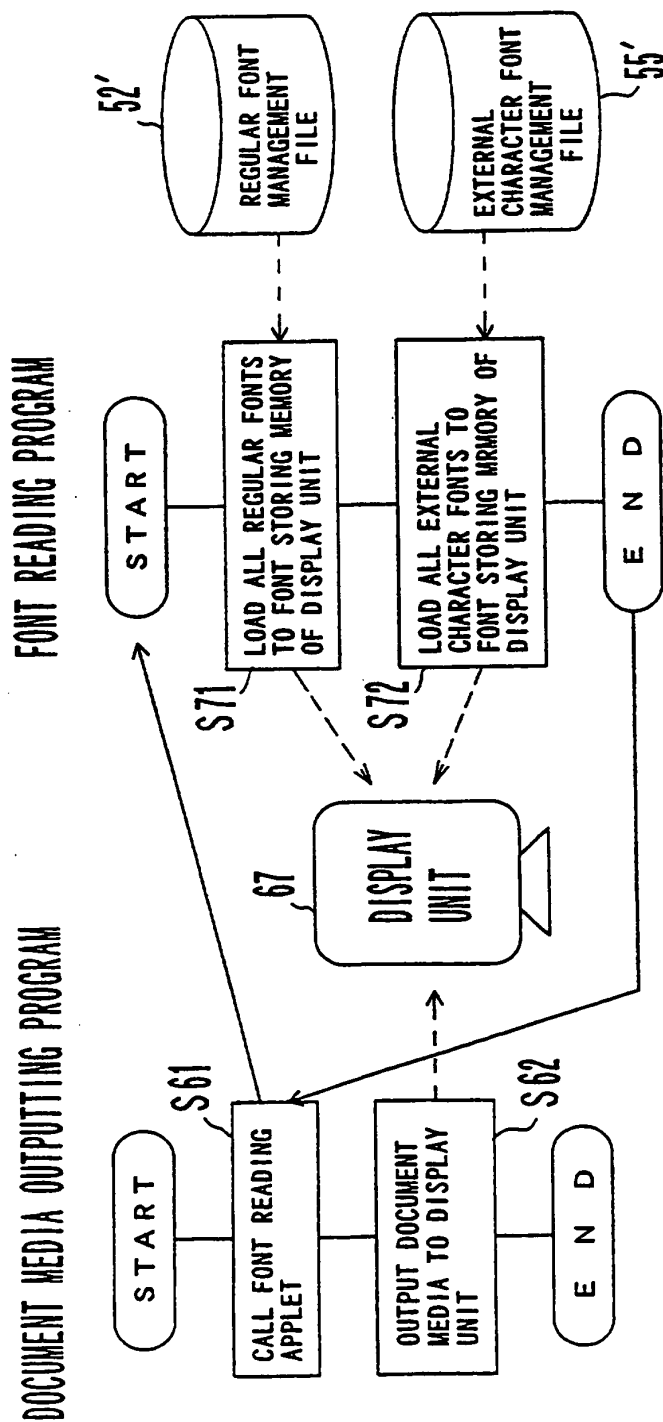 DOCUMENT MEDIA OUTPUTTING PROGRAM
START
S61
CALL FONT READING
APPLET
S62
OUTPUT DOCUMENT
MEDIA TO DISPLAY
UNIT
END
67
DISPLAY
UNIT
FONT READING PROGRAM
START
S71
LOAD ALL REGULAR FONTS
TO FONT STORING MEMORY
OF DISPLAY UNIT
S72
LOAD ALL EXTERNAL
CHARACTER FONTS TO
FONT STORING MRMORY OF
DISPLAY UNIT
END
52'
REGULAR FONT
MANAGEMENT
FILE
55'
EXTERNAL
CHARACTER FONT
MANAGEMENT
FILE